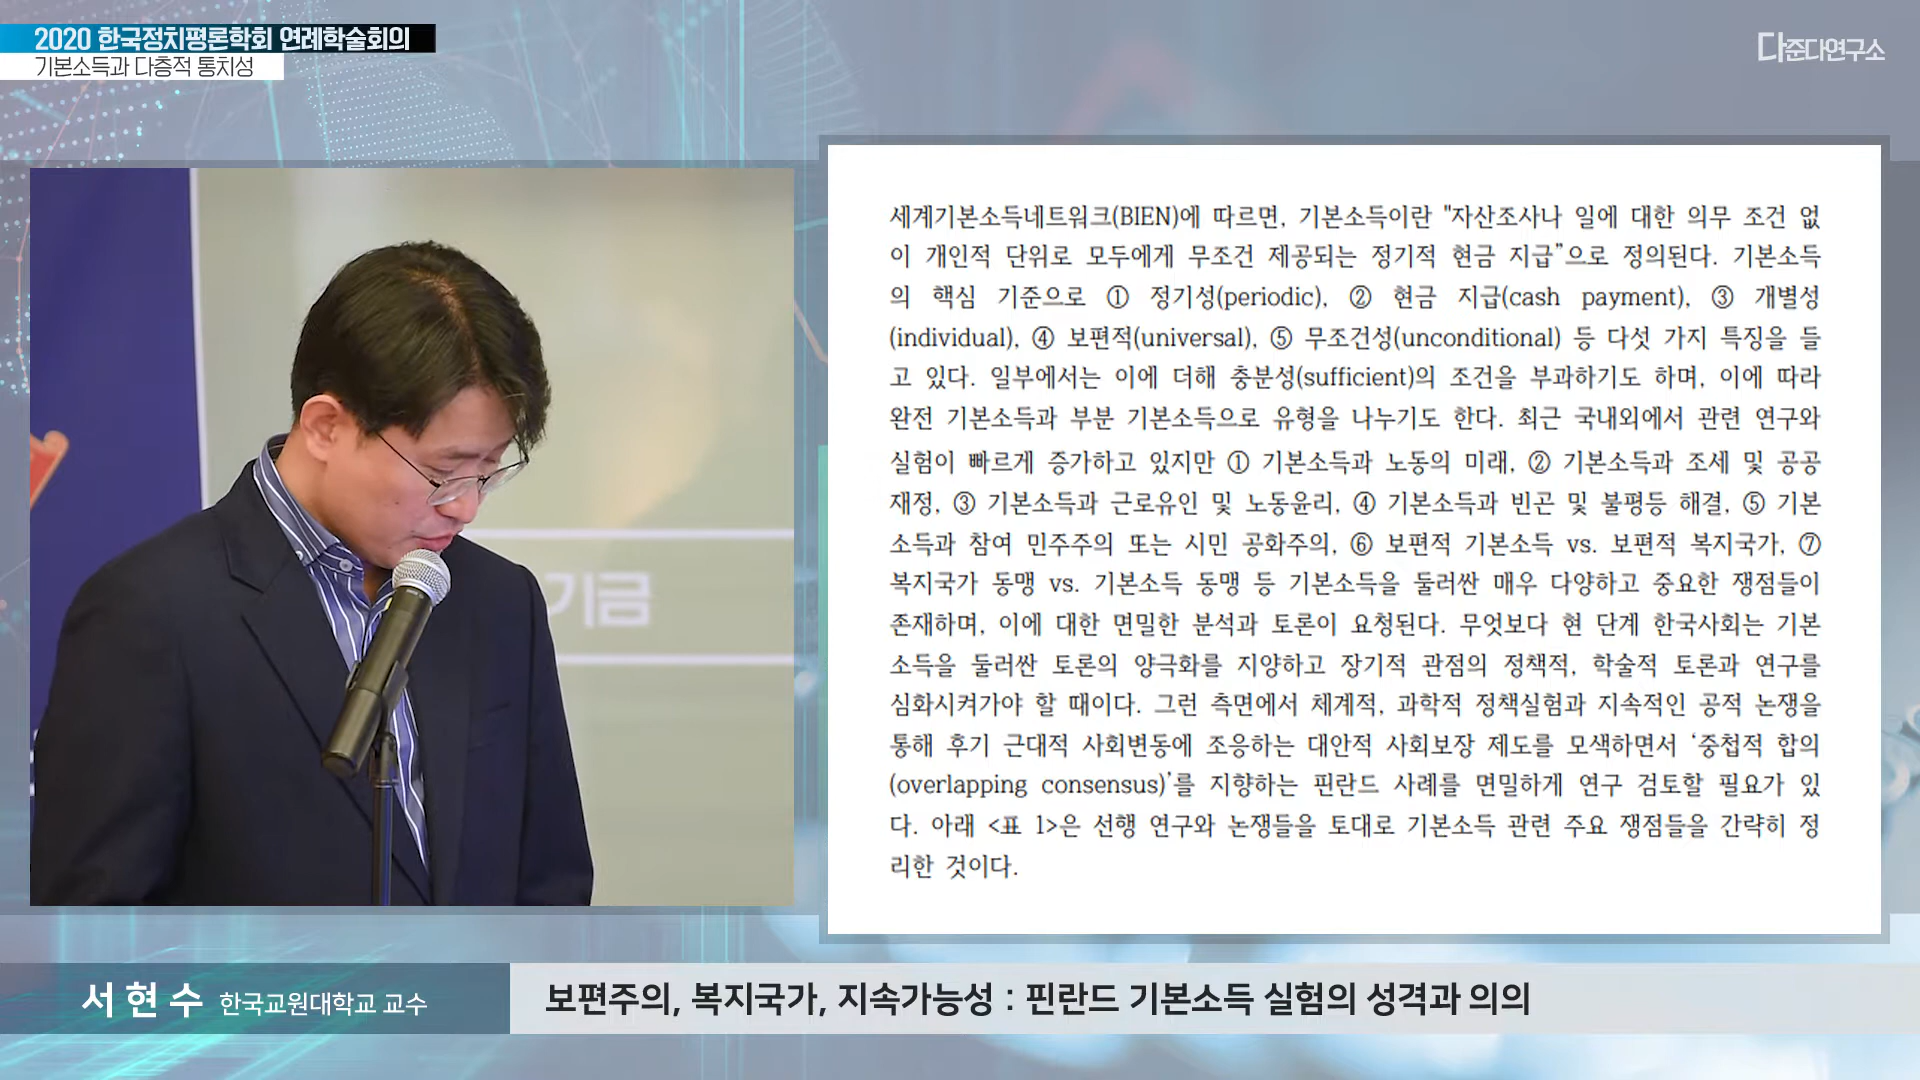 2020 한국정치평론학회 연례학술회의
기본소득과 다층적 통치성
다준다연구소
기금
세계기본소득네트워크(BIEN)에 따르면, 기본소득이란 "자산조사나 일에 대한 의무 조건 없
이 개인적 단위로 모두에게 무조건 제공되는 정기적 현금 지급”으로 정의된다. 기본소득
의 핵심 기준으로 ① 정기성(periodic), ② 현금 지급(cash payment), ③ 개별성
(individual), ④ 보편적(universal), ⑤ 무조건성(unconditional) 등 다섯 가지 특징을 들
고 있다. 일부에서는 이에 더해 충분성(sufficient)의 조건을 부과하기도 하며, 이에 따라
완전 기본소득과 부분 기본소득으로 유형을 나누기도 한다. 최근 국내외에서 관련 연구와
실험이 빠르게 증가하고 있지만 ① 기본소득과 노동의 미래, ② 기본소득과 조세 및 공공
재정, ③ 기본소득과 근로유인 및 노동윤리, ④ 기본소득과 빈곤 및 불평등 해결, ⑤ 기본
소득과 참여 민주주의 또는 시민 공화주의, ⑥ 보편적 기본소득 vs. 보편적 복지국가, ⑦
복지국가 동맹 vs. 기본소득 동맹 등 기본소득을 둘러싼 매우 다양하고 중요한 쟁점들이
존재하며, 이에 대한 면밀한 분석과 토론이 요청된다. 무엇보다 현 단계 한국사회는 기본
소득을 둘러싼 토론의 양극화를 지양하고 장기적 관점의 정책적, 학술적 토론과 연구를
심화시켜가야 할 때이다. 그런 측면에서 체계적, 과학적 정책실험과 지속적인 공적 논쟁을
통해 후기 근대적 사회변동에 조응하는 대안적 사회보장 제도를 모색하면서 ‘중첩적 합의
(overlapping consensus)’를 지향하는 핀란드 사례를 면밀하게 연구 검토할 필요가 있
다. 아래 <표 1>은 선행 연구와 논쟁들을 토대로 기본소득 관련 주요 쟁점들을 간략히 정
리한 것이다.
서현수 한국교원대학교 교수
보편주의, 복지국가, 지속가능성 : 핀란드 기본소득 실험의 성격과 의의